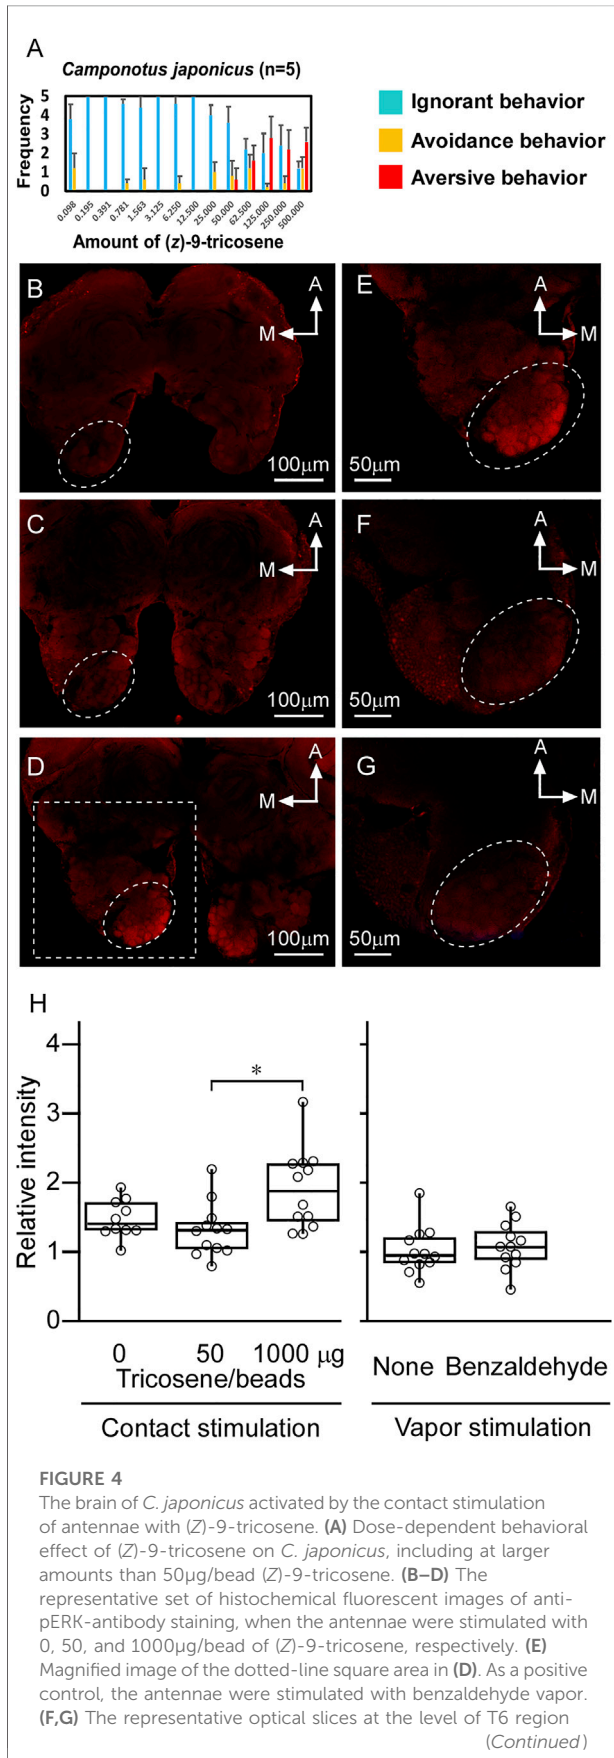 A
Camponotus japonicus (n=5)
Frequency
5
4
3
2
1
0
0.098
0.195
0.391
0.781
1.563
3.125
6.250
12.500
25.000
50.000
62.500
125.000
250.000
500.000
Amount of (z)-9-tricosene
Ignorant behavior
Avoidance behavior
Aversive behavior
B
A
M
100µm
E
A
M
50µm
C
A
M
100µm
F
A
M
50µm
D
A
M
100µm
G
A
M
50µm
H
Relative intensity
4
3
2
1
0
*
0 50 1000 µg
Tricosene/beads
Contact stimulation
None Benzaldehyde
Vapor stimulation
FIGURE 4
The brain of C. japonicus activated by the contact stimulation
of antennae with (Z)-9-tricosene. (A) Dose-dependent behavioral
effect of (Z)-9-tricosene on C. japonicus, including at larger
amounts than 50µg/bead (Z)-9-tricosene. (B–D) The
representative set of histochemical fluorescent images of anti-
pERK-antibody staining, when the antennae were stimulated with
0, 50, and 1000µg/bead of (Z)-9-tricosene, respectively. (E)
Magnified image of the dotted-line square area in (D). As a positive
control, the antennae were stimulated with benzaldehyde vapor.
(F,G) The representative optical slices at the level of T6 region
(Continued)